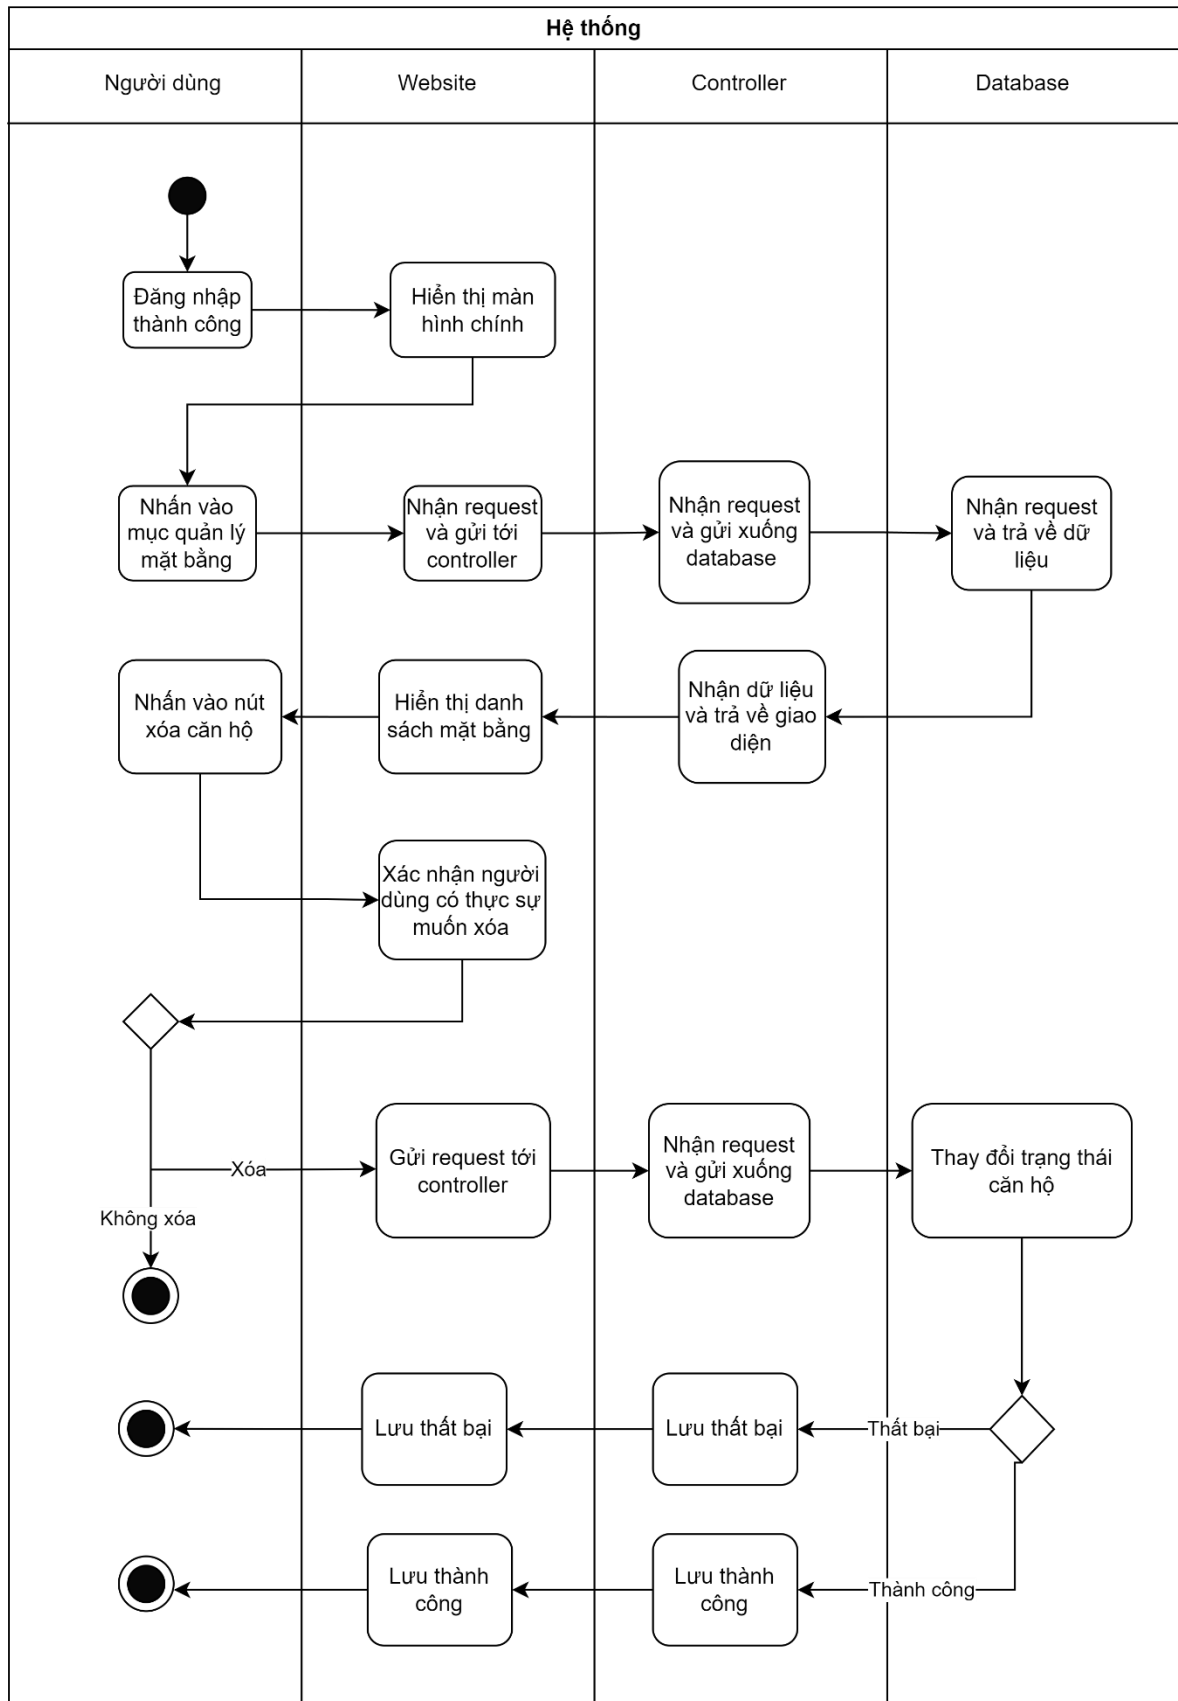 Hệ thống
Người dùng
Website
Controller
Database
Đăng nhập
thành công
Hiển thị màn
hình chính
Nhấn vào
mục quản lý
mặt bằng
Nhận request
và gửi tới
controller
Nhận request
và gửi xuống
database
Nhận request
và trả về dữ
liệu
Nhấn vào nút
xóa căn hộ
Hiển thị danh
sách mặt bằng
Nhận dữ liệu
và trả về giao
diện
Xác nhận người
dùng có thực sự
muốn xóa
Xóa
Gửi request tới
controller
Nhận request
và gửi xuống
database
Thay đổi trạng thái
căn hộ
Không xóa
Lưu thất bại
Lưu thất bại
Thất bại
Lưu thành
công
Lưu thành
công
Thành công